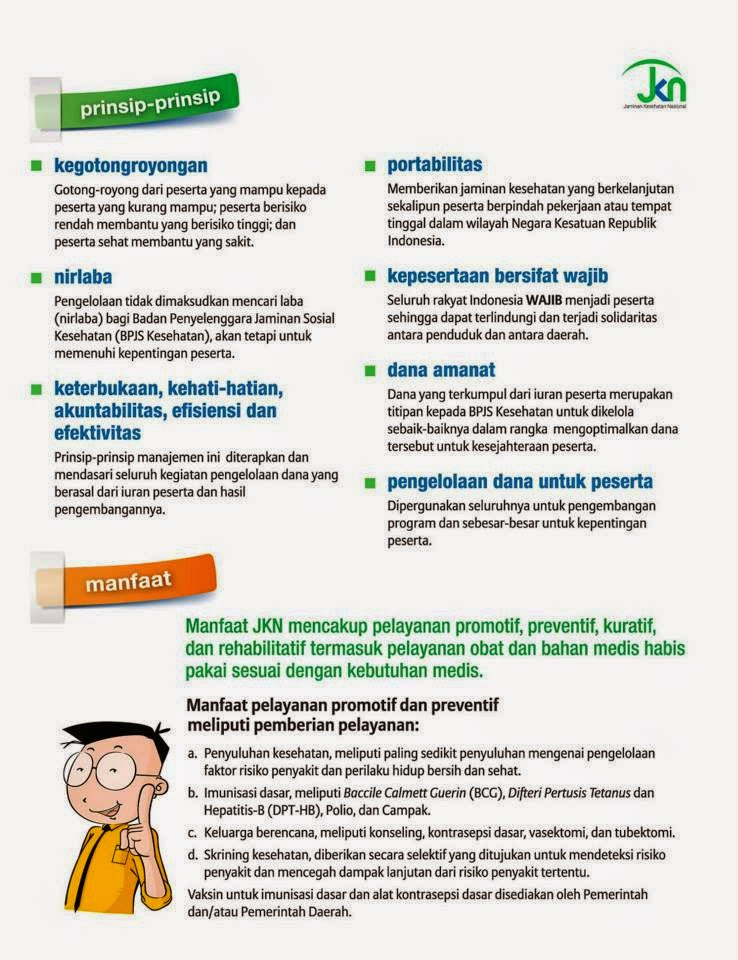 prinsip-prinsip
Jkn
Jaminan Kesehatan Nasional
kegotongroyongan
Gotong-royong dari peserta yang mampu kepada
peserta yang kurang mampu; peserta berisiko
rendah membantu yang berisiko tinggi; dan
peserta sehat membantu yang sakit.
nirlaba
Pengelolaan tidak dimaksudkan mencari laba
(nirlaba) bagi Badan Penyelenggara Jaminan Sosial
Kesehatan (BPJS Kesehatan), akan tetapi untuk
memenuhi kepentingan peserta.
keterbukaan, kehati-hatian,
akuntabilitas, efisiensi dan
efektivitas
Prinsip-prinsip manajemen ini diterapkan dan
mendasari seluruh kegiatan pengelolaan dana yang
berasal dari iuran peserta dan hasil
pengembangannya.
portabilitas
Memberikan jaminan kesehatan yang berkelanjutan
sekalipun peserta berpindah pekerjaan atau tempat
tinggal dalam wilayah Negara Kesatuan Republik
Indonesia.
kepesertaan bersifat wajib
Seluruh rakyat Indonesia WAJIB menjadi peserta
sehingga dapat terlindungi dan terjadi solidaritas
antara penduduk dan antara daerah.
dana amanat
Dana yang terkumpul dari iuran peserta merupakan
titipan kepada BPJS Kesehatan untuk dikelola
sebaik-baiknya dalam rangka mengoptimalkan dana
tersebut untuk kesejahteraan peserta.
pengelolaan dana untuk peserta
Dipergunakan seluruhnya untuk pengembangan
program dan sebesar-besar untuk kepentingan
peserta.
manfaat
Manfaat JKN mencakup pelayanan promotif, preventif, kuratif,
dan rehabilitatif termasuk pelayanan obat dan bahan medis habis
pakai sesuai dengan kebutuhan medis.
Manfaat pelayanan promotif dan preventif
meliputi pemberian pelayanan:
a. Penyuluhan kesehatan, meliputi paling sedikit penyuluhan mengenai pengelolaan
faktor risiko penyakit dan perilaku hidup bersih dan sehat.
b. Imunisasi dasar, meliputi Baccile Calmett Guerin (BCG), Difteri Pertusis Tetanus dan
Hepatitis-B (DPT-HB), Polio, dan Campak.
c. Keluarga berencana, meliputi konseling, kontrasepsi dasar, vasektomi, dan tubektomi.
d. Skrining kesehatan, diberikan secara selektif yang ditujukan untuk mendeteksi risiko
penyakit dan mencegah dampak lanjutan dari risiko penyakit tertentu.
Vaksin untuk imunisasi dasar dan alat kontrasepsi dasar disediakan oleh Pemerintah
dan/atau Pemerintah Daerah.